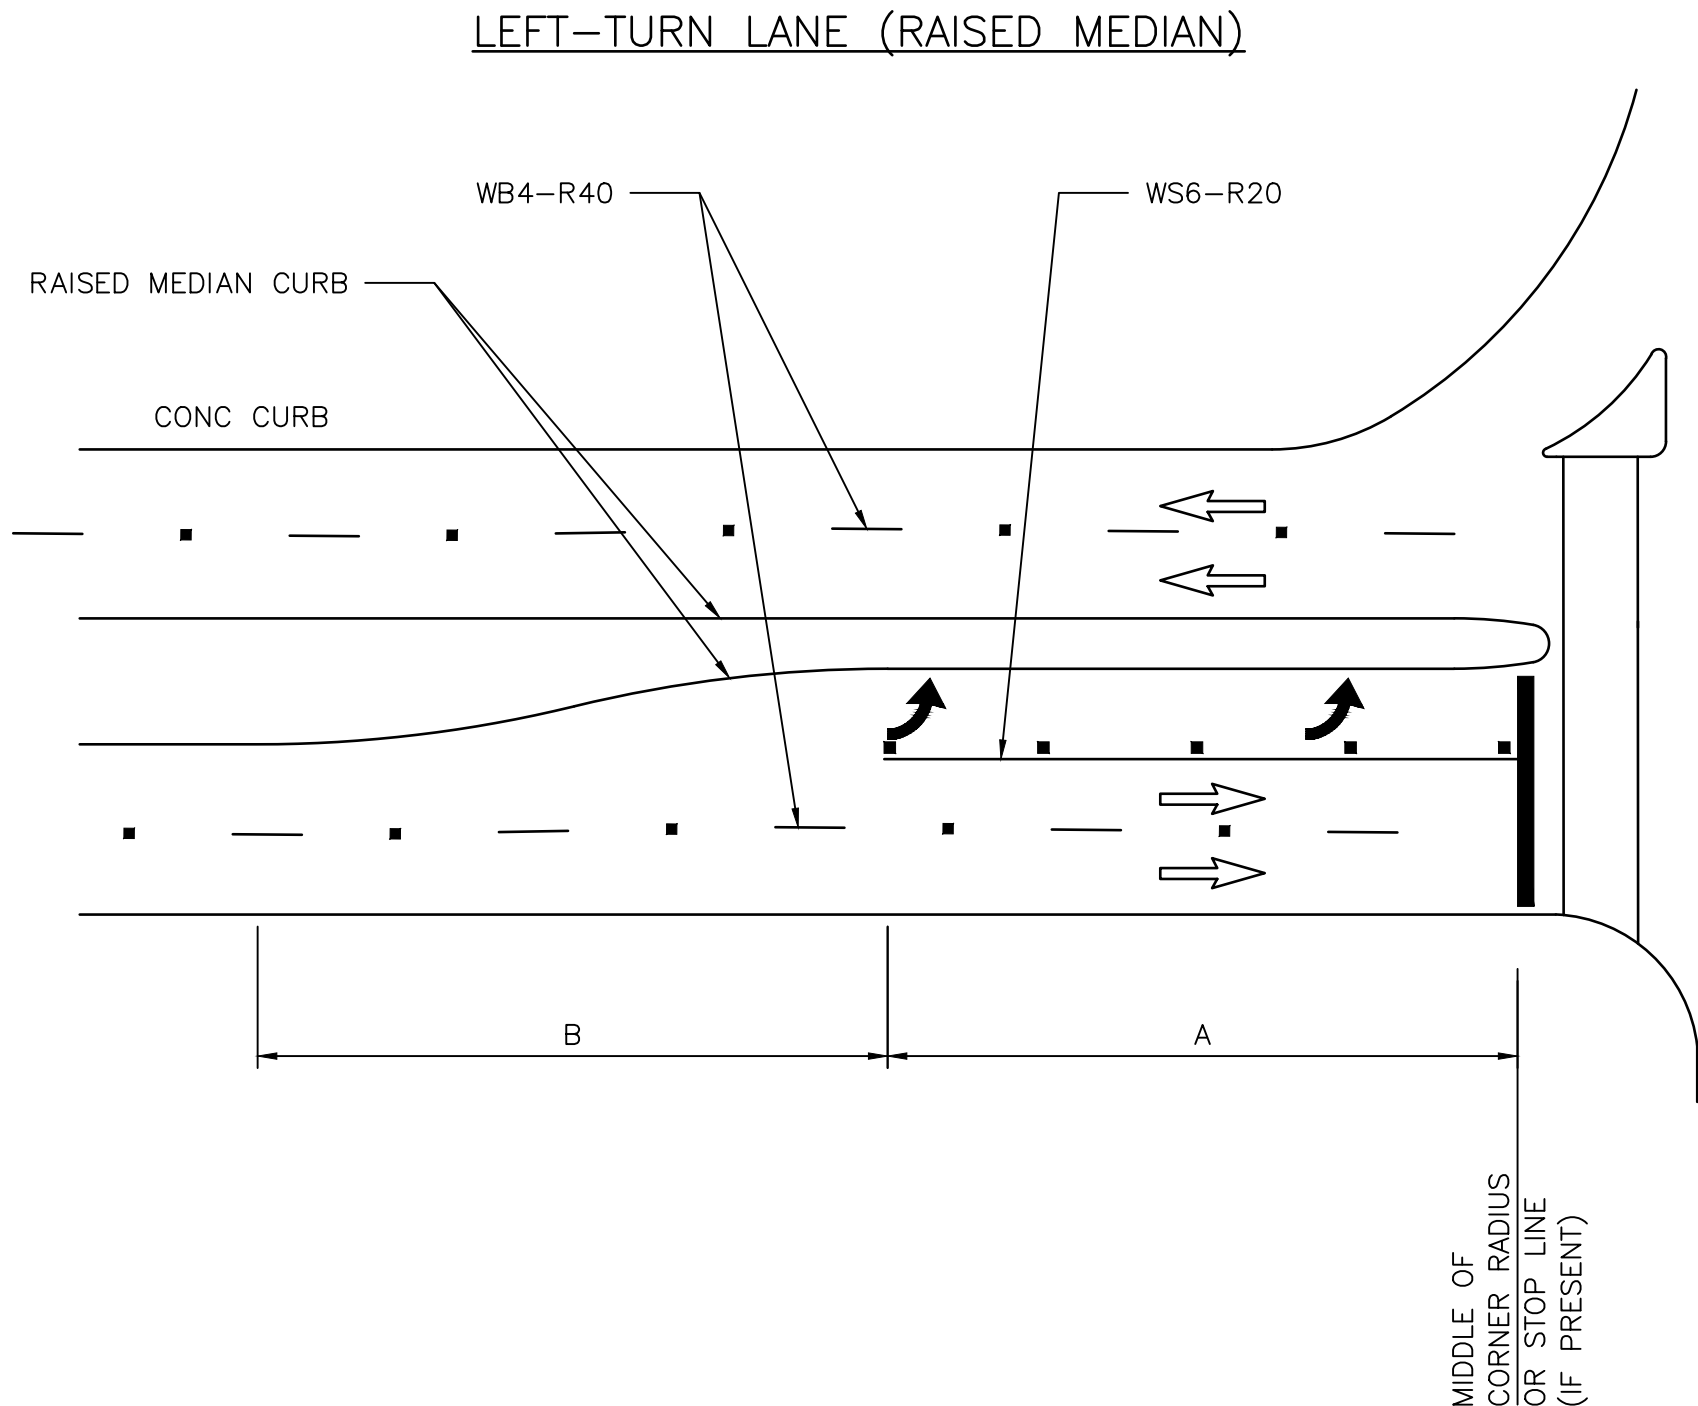 LEFT-TURN LANE (RAISED MEDIAN)
WB4-R40
WS6-R20
RAISED MEDIAN CURB
CONC CURB
B
A
MIDDLE OF
CORNER RADIUS
OR STOP LINE
(IF PRESENT)